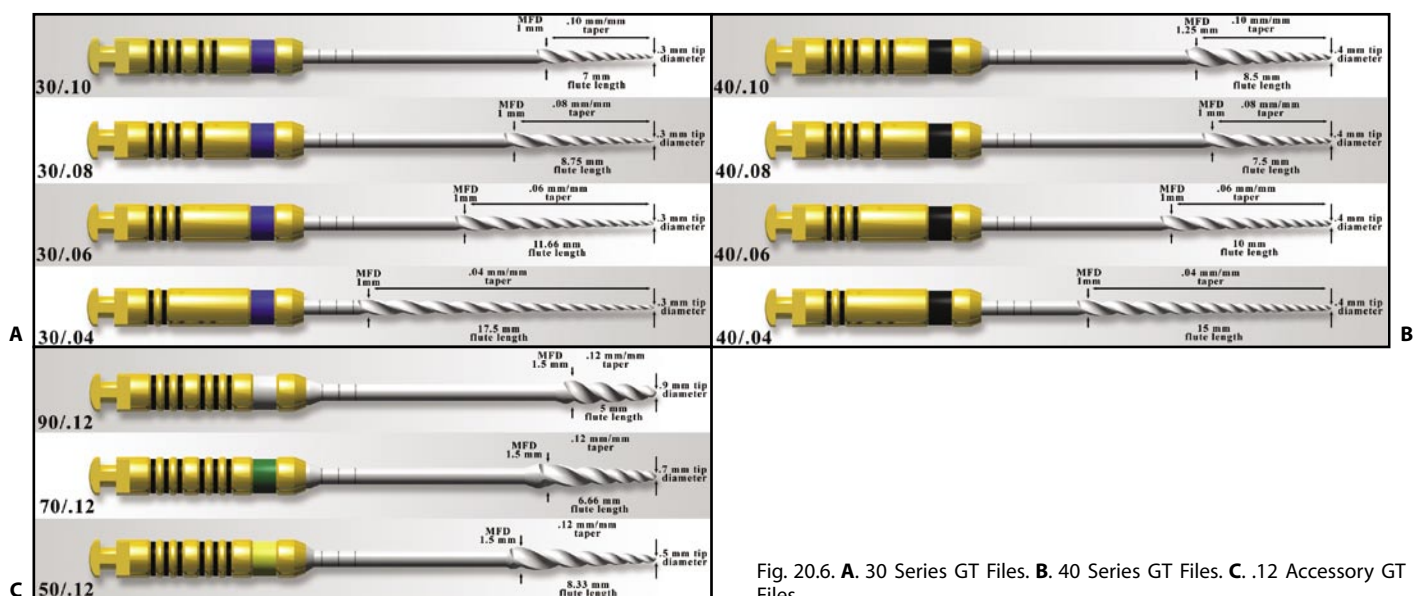 MFD
1 mm
.10 mm/mm
taper
.3 mm tip
diameter
7 mm
flute length
30/.10
MFD
1 mm
.08 mm/mm
taper
.3 mm tip
diameter
8.75 mm
flute length
30/.08
MFD
1mm
.06 mm/mm
taper
.3 mm tip
diameter
11.66 mm
flute length
30/.06
MFD
1mm
.04 mm/mm
taper
.3 mm tip
diameter
17.5 mm
flute length
30/.04
A
MFD
1.25 mm
.10 mm/mm
taper
.4 mm tip
diameter
8.5 mm
flute length
40/.10
MFD
1 mm
.08 mm/mm
taper
.4 mm tip
diameter
7.5 mm
flute length
40/.08
MFD
1mm
.06 mm/mm
taper
.4 mm tip
diameter
10 mm
flute length
40/.06
MFD
1mm
.04 mm/mm
taper
.4 mm tip
diameter
15 mm
flute length
40/.04
B
MFD
1.5 mm
.12 mm/mm
taper
.9 mm tip
diameter
5 mm
flute length
90/.12
MFD
1.5 mm
.12 mm/mm
taper
.7 mm tip
diameter
6.66 mm
flute length
70/.12
MFD
1.5 mm
.12 mm/mm
taper
.5 mm tip
diameter
8.33 mm
flute length
50/.12
C
Fig. 20.6. A. 30 Series GT Files. B. 40 Series GT Files. C. .12 Accessory GT
Files